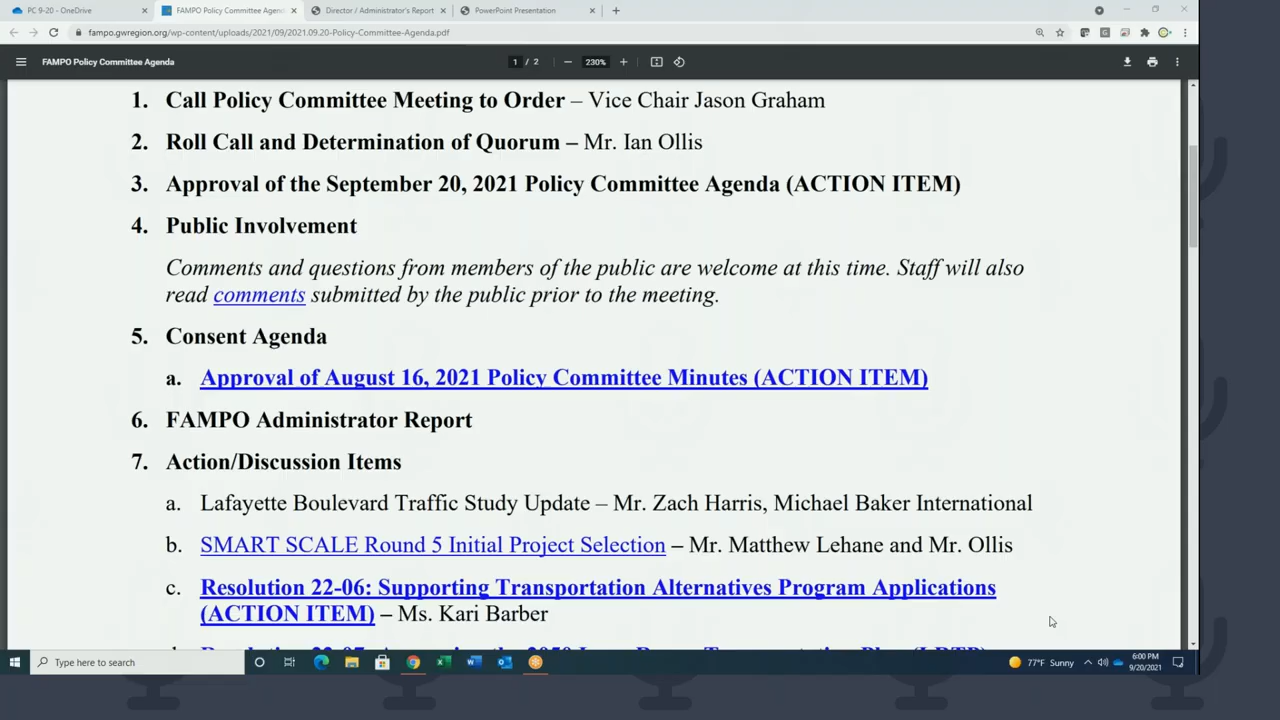 PC 9-20 - OneDrive
FAMPO Policy Committee Agend
Director / Administrator's Report
PowerPoint Presentation
fampo.gwregion.org/wp-content/uploads/2021/09/2021.09.20-Policy-Committee-Agenda.pdf
FAMPO Policy Committee Agenda
1 / 2
230%
1. Call Policy Committee Meeting to Order – Vice Chair Jason Graham
2. Roll Call and Determination of Quorum – Mr. Ian Ollis
3. Approval of the September 20, 2021 Policy Committee Agenda (ACTION ITEM)
4. Public Involvement
Comments and questions from members of the public are welcome at this time. Staff will also
read comments submitted by the public prior to the meeting.
5. Consent Agenda
a. Approval of August 16, 2021 Policy Committee Minutes (ACTION ITEM)
6. FAMPO Administrator Report
7. Action/Discussion Items
a. Lafayette Boulevard Traffic Study Update – Mr. Zach Harris, Michael Baker International
b. SMART SCALE Round 5 Initial Project Selection – Mr. Matthew Lehane and Mr. Ollis
c. Resolution 22-06: Supporting Transportation Alternatives Program Applications
(ACTION ITEM) – Ms. Kari Barber
Type here to search
77°F Sunny
6:00 PM
9/20/2021